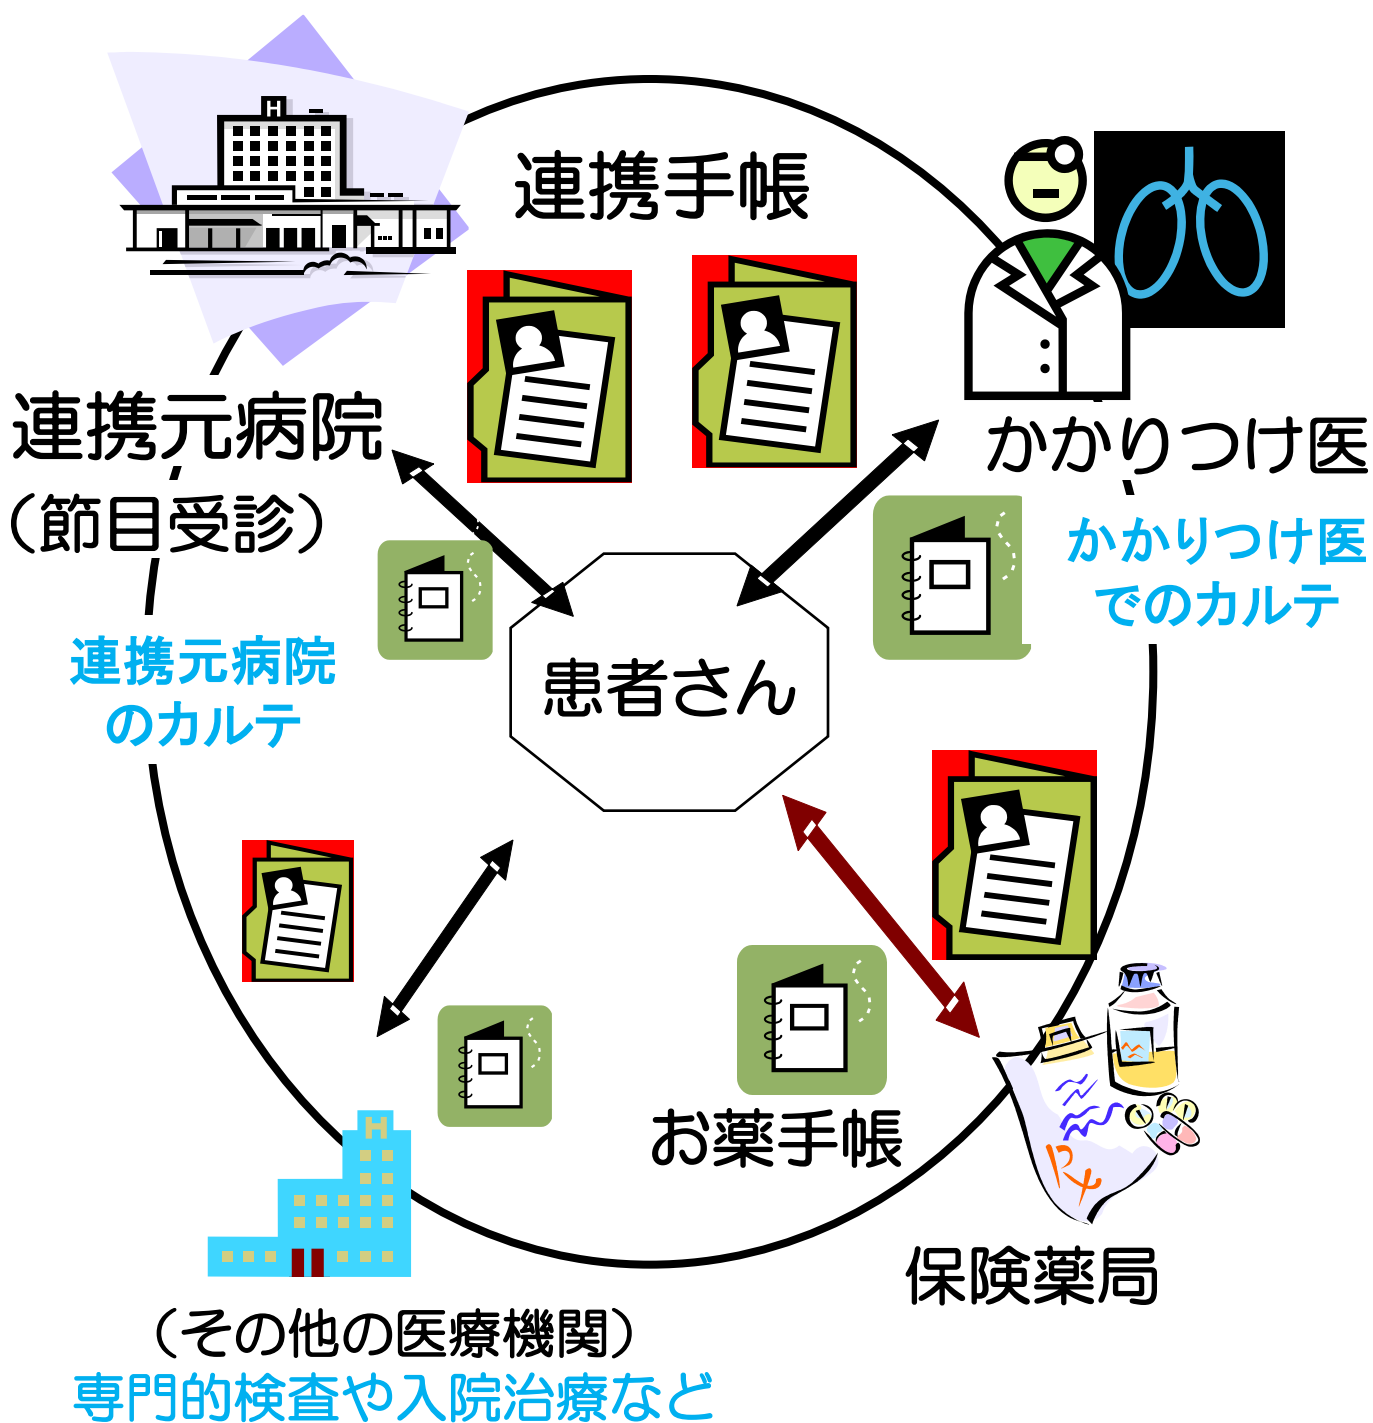 H
連携手帳
連携元病院
（節目受診）
連携元病院
のカルテ
かかりつけ医
かかりつけ医
でのカルテ
患者さん
お薬手帳
Rx
保険薬局
H
（その他の医療機関）
専門的検査や入院治療など